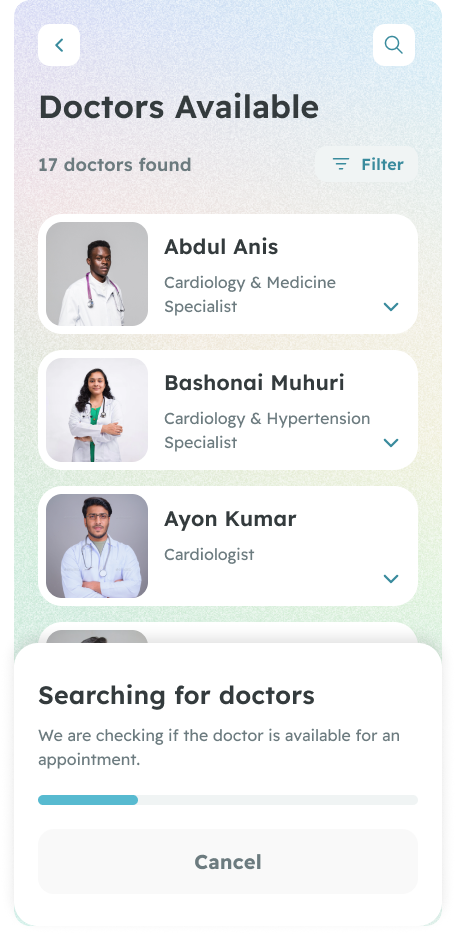 Doctors Available
17 doctors found
Filter
Abdul Anis
Cardiology & Medicine
Specialist
Bashonai Muhuri
Cardiology & Hypertension
Specialist
Ayon Kumar
Cardiologist
Searching for doctors
We are checking if the doctor is available for an
appointment.
Cancel